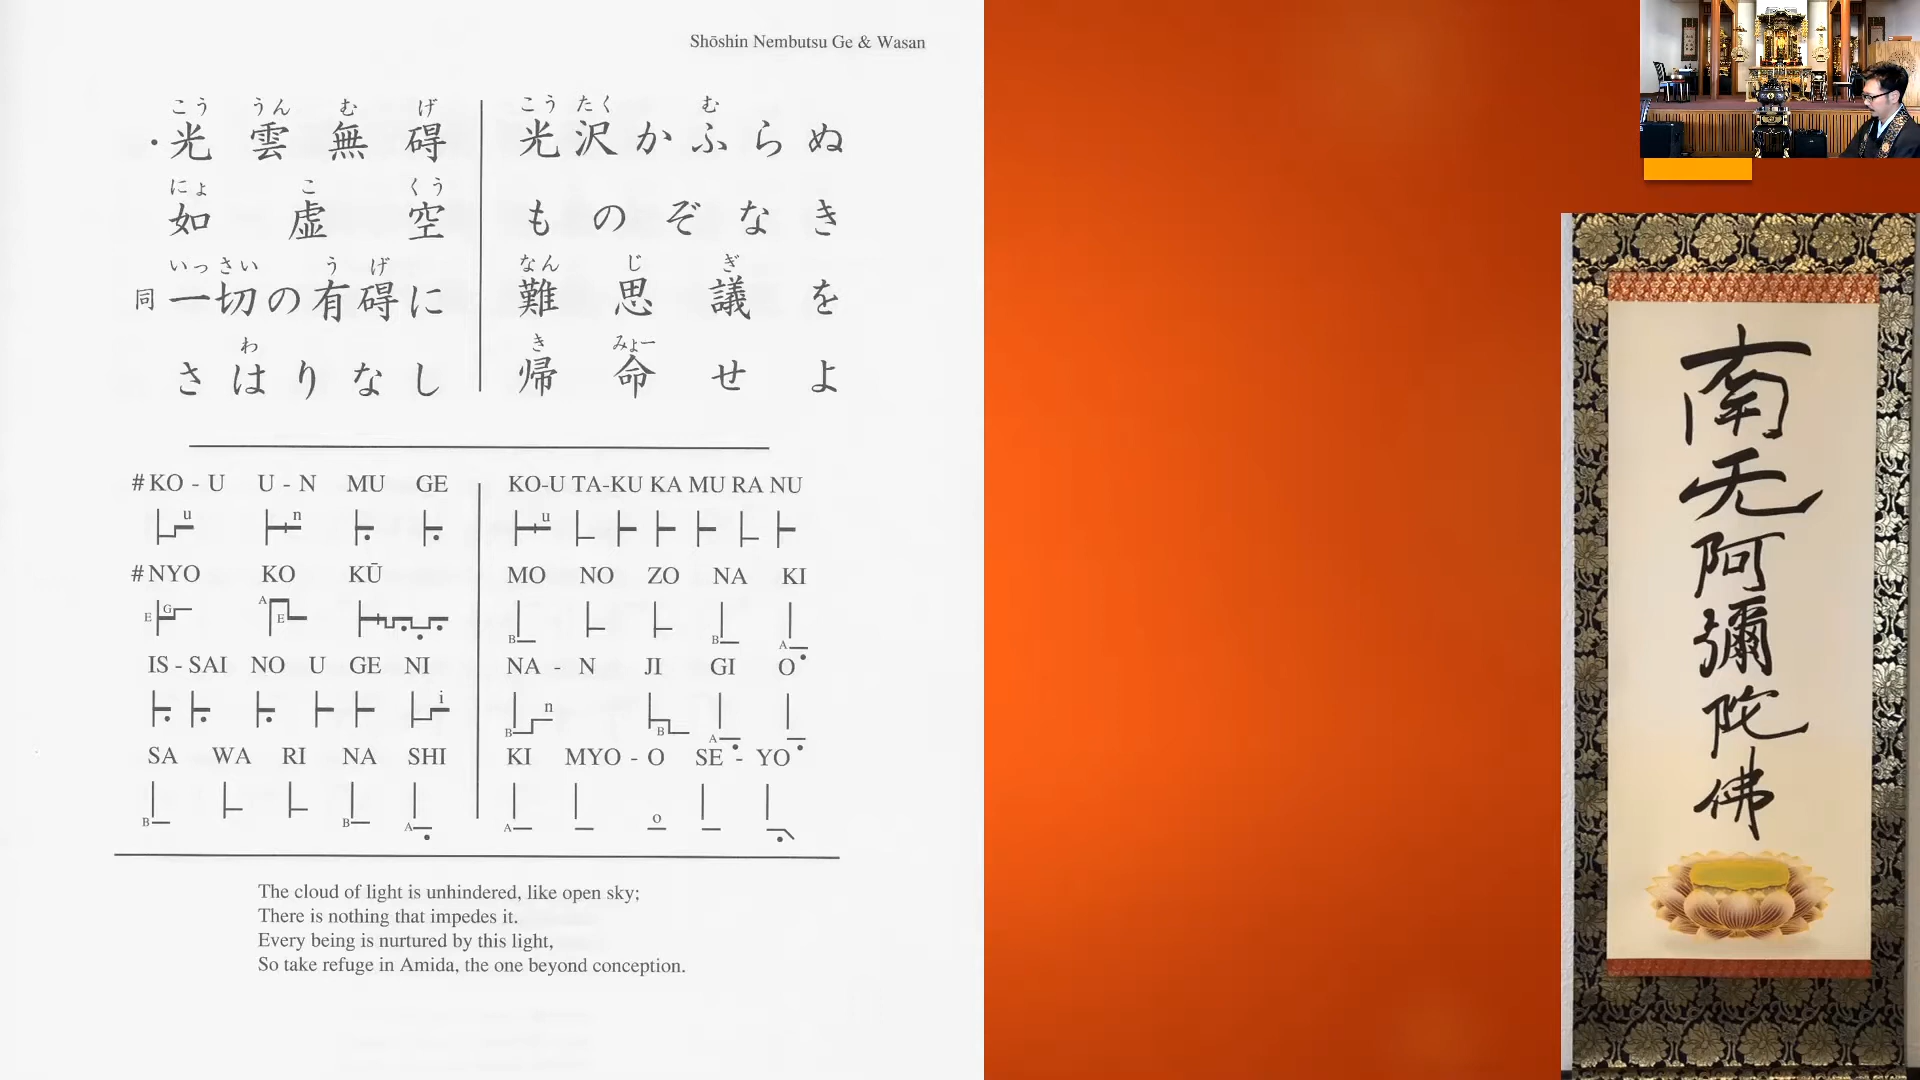 Shōshin Nembutsu Ge & Wasan
こう うん む げ
・光雲無碍
にょ こ くう
如虚空
いっさい う げ
同 一切の有碍に
わ
さはりなし
こう たく む
光沢かふらぬ
ものぞなき
なん じ ぎ
難思議を
き みょー
帰命せよ
#KO - U U - N MU GE
u n
#NYO KO KŪ
E G A E
IS - SAI NO U GE NI
i
SA WA RI NA SHI
B B A
KO-U TA-KU KA MU RA NU
u
MO NO ZO NA KI
B B A
NA - N JI GI O
B n B A
KI MYO - O SE - YO
A o
The cloud of light is unhindered, like open sky;
There is nothing that impedes it.
Every being is nurtured by this light,
So take refuge in Amida, the one beyond conception.
南无阿彌陀佛